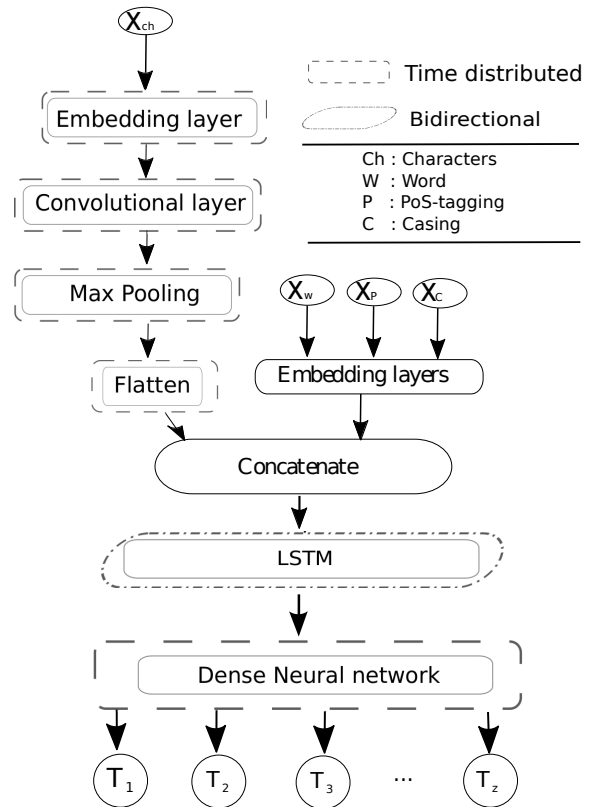 Xch
Time distributed
Embedding layer
Bidirectional
Ch : Characters
W : Word
P : PoS-tagging
C : Casing
Convolutional layer
Max Pooling
Xw
XP
XC
Flatten
Embedding layers
Concatenate
LSTM
Dense Neural network
T1
T2
T3
...
Tz